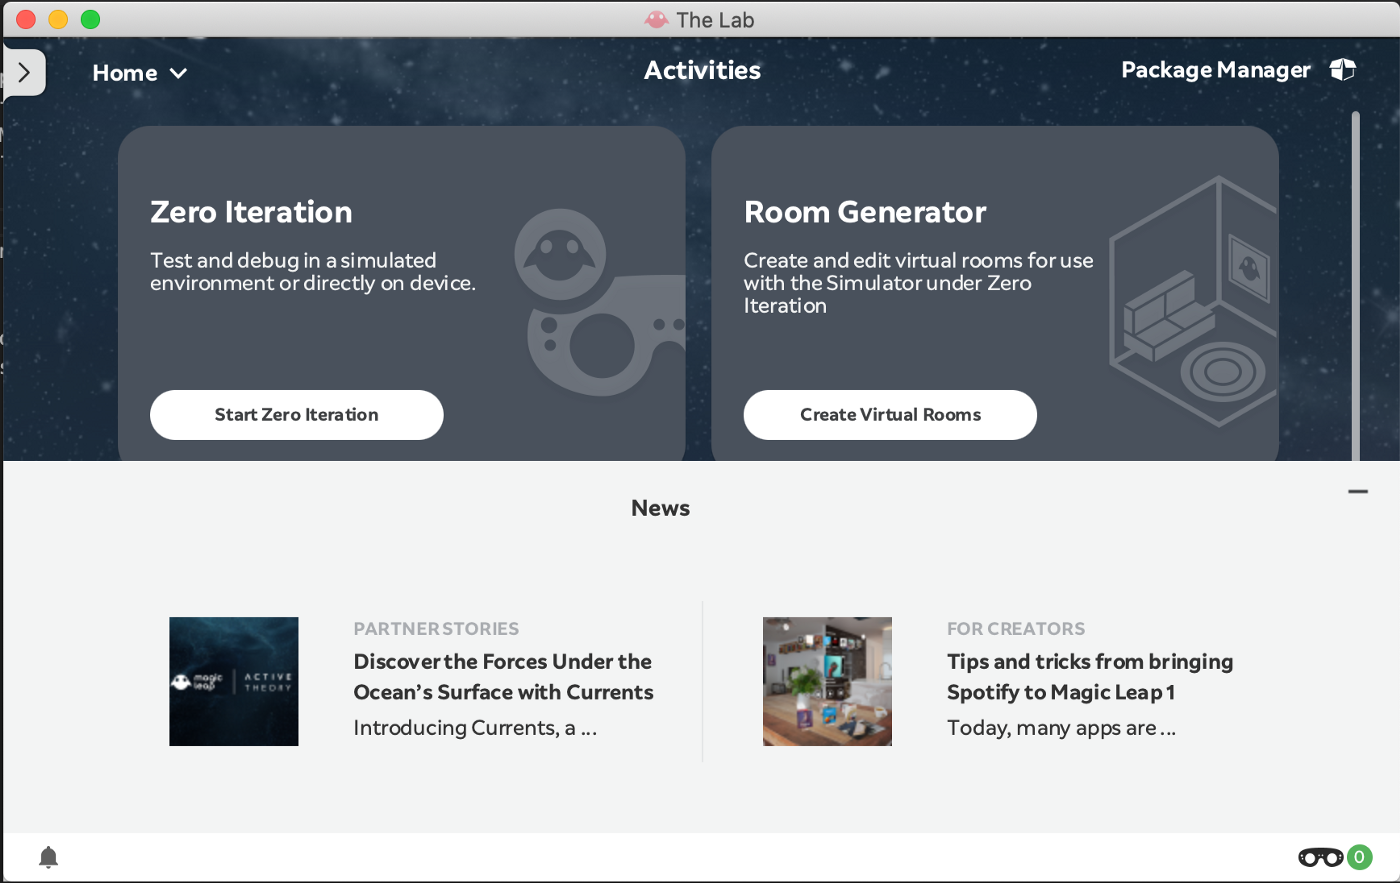 The Lab
Home
Activities
Package Manager
Zero Iteration
Test and debug in a simulated
environment or directly on device.
Start Zero Iteration
Room Generator
Create and edit virtual rooms for use
with the Simulator under Zero
Iteration
Create Virtual Rooms
News
magic
leap
ACTIVE
THEORY
PARTNER STORIES
Discover the Forces Under the
Ocean’s Surface with Currents
Introducing Currents, a ...
FOR CREATORS
Tips and tricks from bringing
Spotify to Magic Leap 1
Today, many apps are ...
0